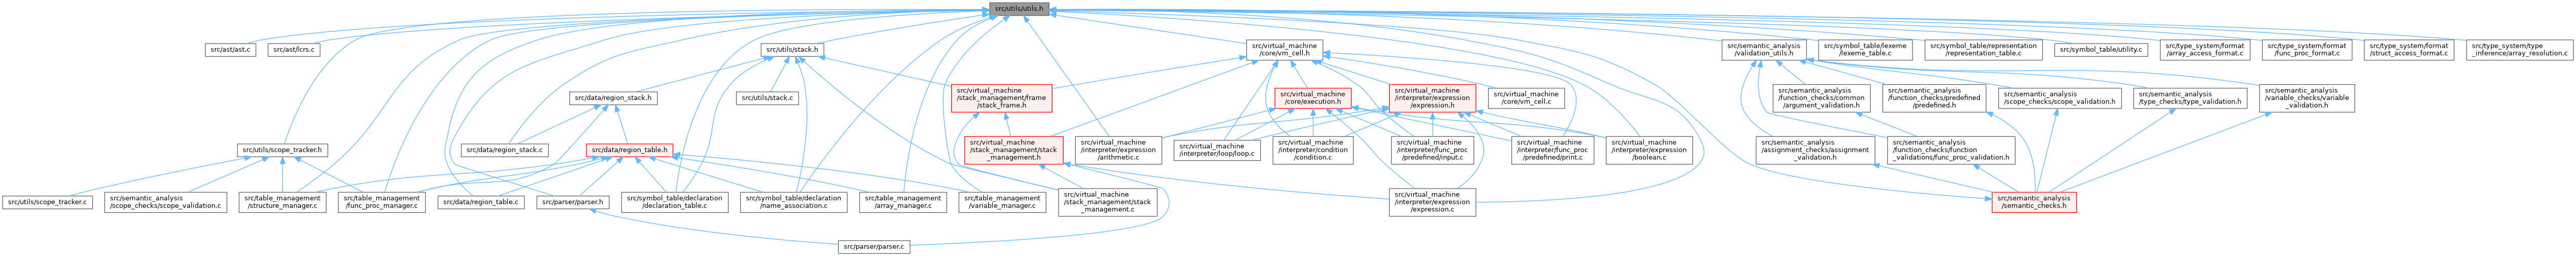 src/utils/utils.h
src/ast/ast.c
src/ast/lcrs.c
src/utils/stack.h
src/virtual_machine
/core/vm_cell.h
src/semantic_analysis
/validation_utils.h
src/symbol_table/lexeme
/lexeme_table.c
src/symbol_table/representation
/representation_table.c
src/symbol_table/utility.c
src/type_system/format
/array_access_format.c
src/type_system/format
/func_proc_format.c
src/type_system/format
/struct_access_format.c
src/type_system/type
_inference/array_resolution.c
src/data/region_stack.h
src/utils/stack.c
src/virtual_machine
/stack_management/frame
/stack_frame.h
src/virtual_machine
/core/execution.h
src/virtual_machine
/interpreter/expression
/expression.h
src/virtual_machine
/core/vm_cell.c
src/semantic_analysis
/function_checks/common
/argument_validation.h
src/semantic_analysis
/function_checks/predefined
/predefined.h
src/semantic_analysis
/scope_checks/scope_validation.h
src/semantic_analysis
/type_checks/type_validation.h
src/semantic_analysis
/variable_checks/variable
_validation.h
src/utils/scope_tracker.h
src/data/region_stack.c
src/data/region_table.h
src/virtual_machine
/stack_management/stack
_management.h
src/virtual_machine
/interpreter/expression
/arithmetic.c
src/virtual_machine
/interpreter/loop/loop.c
src/virtual_machine
/interpreter/condition
/condition.c
src/virtual_machine
/interpreter/func_proc
/predefined/input.c
src/virtual_machine
/interpreter/func_proc
/predefined/print.c
src/virtual_machine
/interpreter/expression
/boolean.c
src/semantic_analysis
/assignment_checks/assignment
_validation.h
src/semantic_analysis
/function_checks/function
_validations/func_proc_validation.h
src/utils/scope_tracker.c
src/semantic_analysis
/scope_checks/scope_validation.c
src/table_management
/structure_manager.c
src/table_management
/func_proc_manager.c
src/data/region_table.c
src/parser/parser.h
src/symbol_table/declaration
/declaration_table.c
src/symbol_table/declaration
/name_association.c
src/table_management
/array_manager.c
src/table_management
/variable_manager.c
src/virtual_machine
/stack_management/stack
_management.c
src/virtual_machine
/interpreter/expression
/expression.c
src/semantic_analysis
/semantic_checks.h
src/parser/parser.c